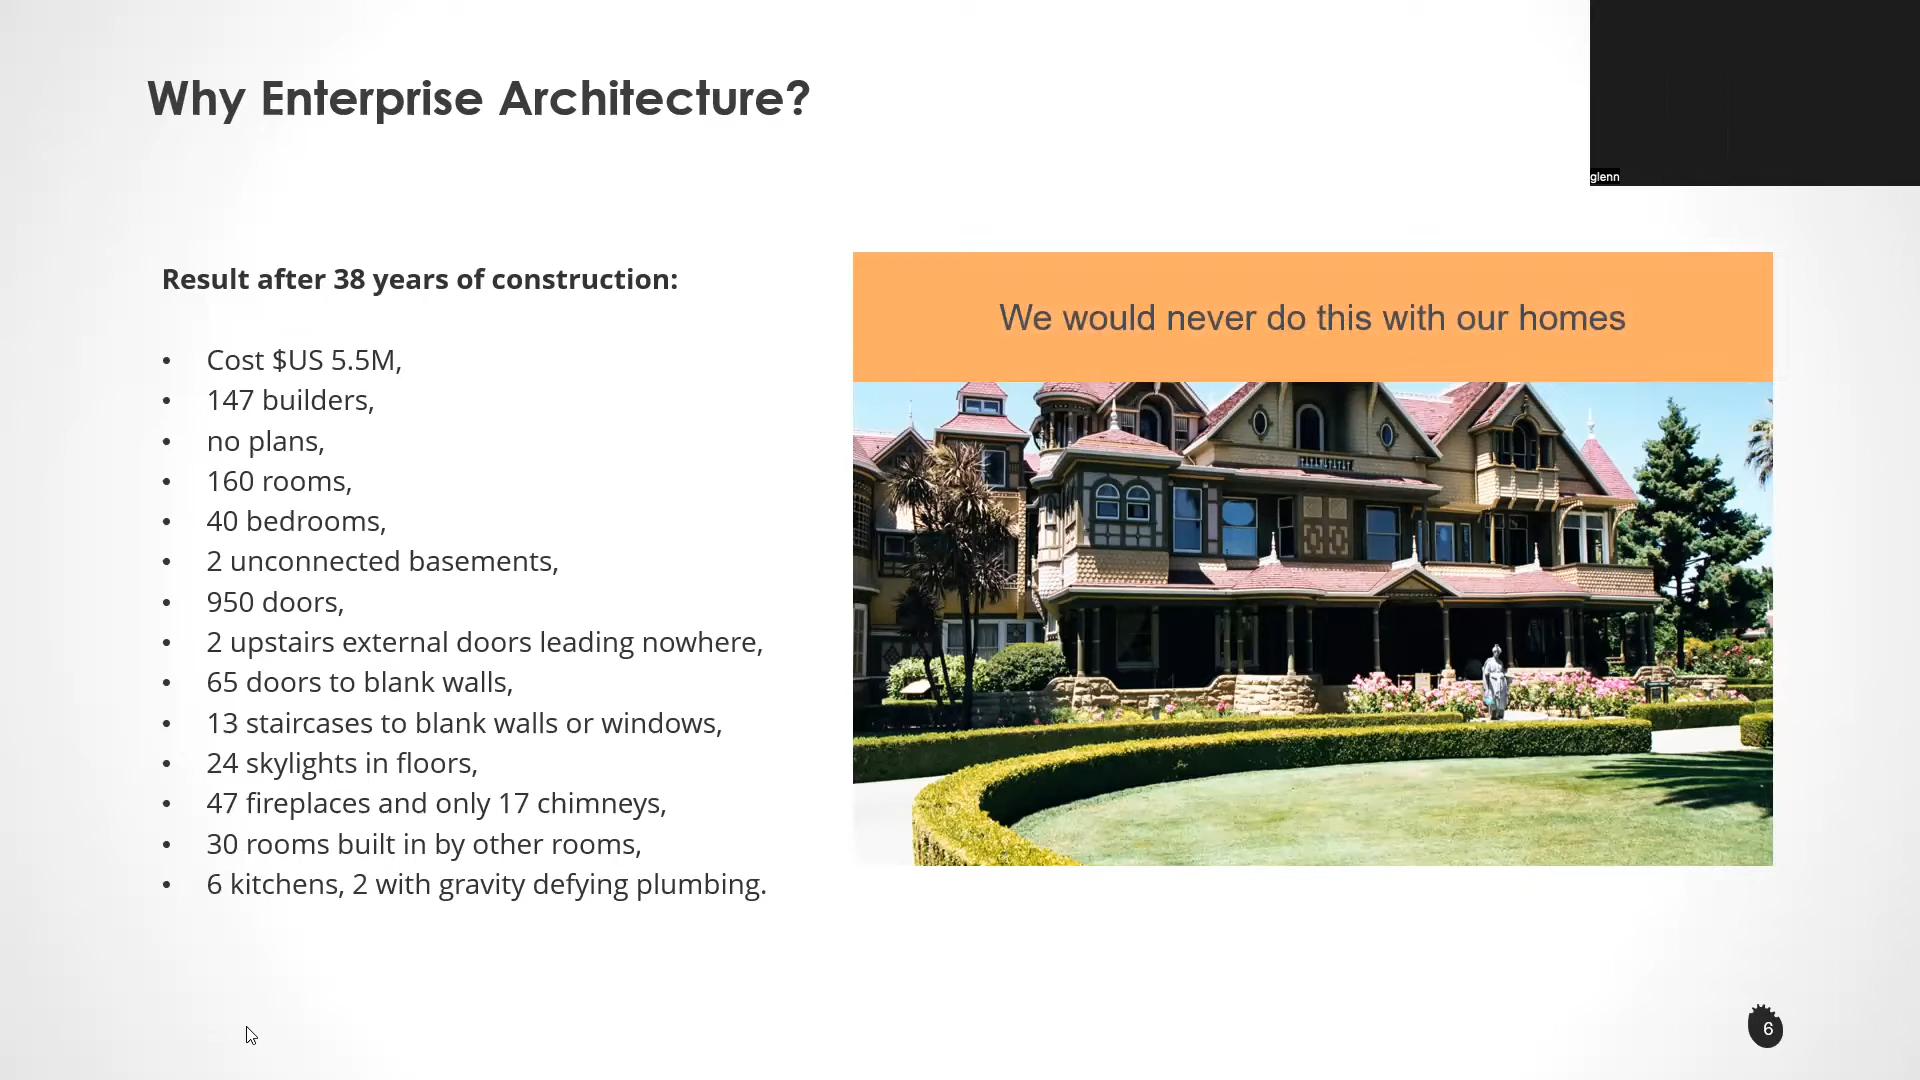 Why Enterprise Architecture?
glenn
Result after 38 years of construction:
• Cost $US 5.5M,
• 147 builders,
• no plans,
• 160 rooms,
• 40 bedrooms,
• 2 unconnected basements,
• 950 doors,
• 2 upstairs external doors leading nowhere,
• 65 doors to blank walls,
• 13 staircases to blank walls or windows,
• 24 skylights in floors,
• 47 fireplaces and only 17 chimneys,
• 30 rooms built in by other rooms,
• 6 kitchens, 2 with gravity defying plumbing.
We would never do this with our homes
6